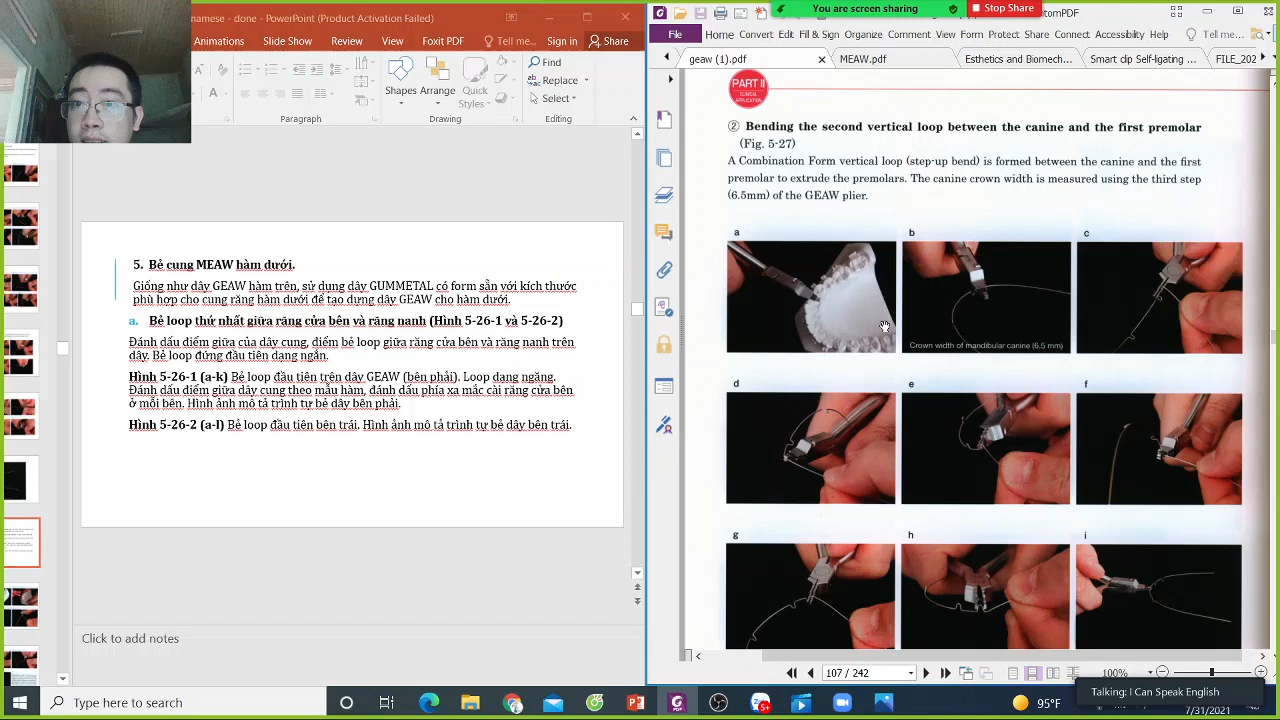 namese - done - PowerPoint (Product Activation Failed)
You are screen sharing
Stop Share
Animations
Slide Show
Review
View
Foxit PDF
Tell me...
Sign in
Share
Find
Replace
Select
Shapes
Arrange
Quick
Styles
Paragraph
Drawing
Editing
File
Home
Convert
Edit
Organize
Comment
View
Form
Protect
Share
Connect
Accessibility
Help
Tell me...
geaw (1).pdf
MEAW.pdf
Esthetics and Biomech...
Smart dp Self-ligating ...
FILE_202
PART II
CLINICAL
APPLICATION
② Bending the second vertical loop between the canine and the first premolar
(Fig. 5-27)
A Combination Form vertical loop (step-up bend) is formed between the canine and the first
premolar to extrude the premolars. The canine crown width is measured using the third step
(6.5mm) of the GEAW plier.
a
b
c
Crown width of mandibular canine (6.5 mm)
d
e
f
g
h
i
5. Bẻ cung MEAW hàm dưới.
Giống như dây GEAW hàm trên, sử dụng dây GUMMETAL có form sẵn với kích thước
phù hợp cho cung răng hàm dưới để tạo dựng dây GEAW cho hàm dưới.
a. Bẻ loop thứ nhất giữa răng cửa bên và răng nanh (Hình 5-26-1 và 5-26-2)
Đánh dấu điểm giữa của dây cung, điểm bẻ loop giữa răng cửa bên và răng nanh trên
dây. Bẻ loop đứng đầu tiên dạng ngang.
Hình 5-26-1 (a-k) Bẻ loop đầu tiên trên dây GEAW (bên phải). Loop dạng ngang.
Đánh dấu điểm giữa dây cung theo mẫu hàm, đánh dấu phía xa mắc cài răng cửa bên
ở mỗi bên. Hình ảnh mô tả trình tự bẻ dây bên phải.
Hình 5-26-2 (a-l) Bẻ loop đầu tiên bên trái. Hình ảnh mô tả trình tự bẻ dây bên trái.
Click to add notes
107 / 242
100%
Talking: I Can Speak English
Type here to search
95°F
7/31/2021